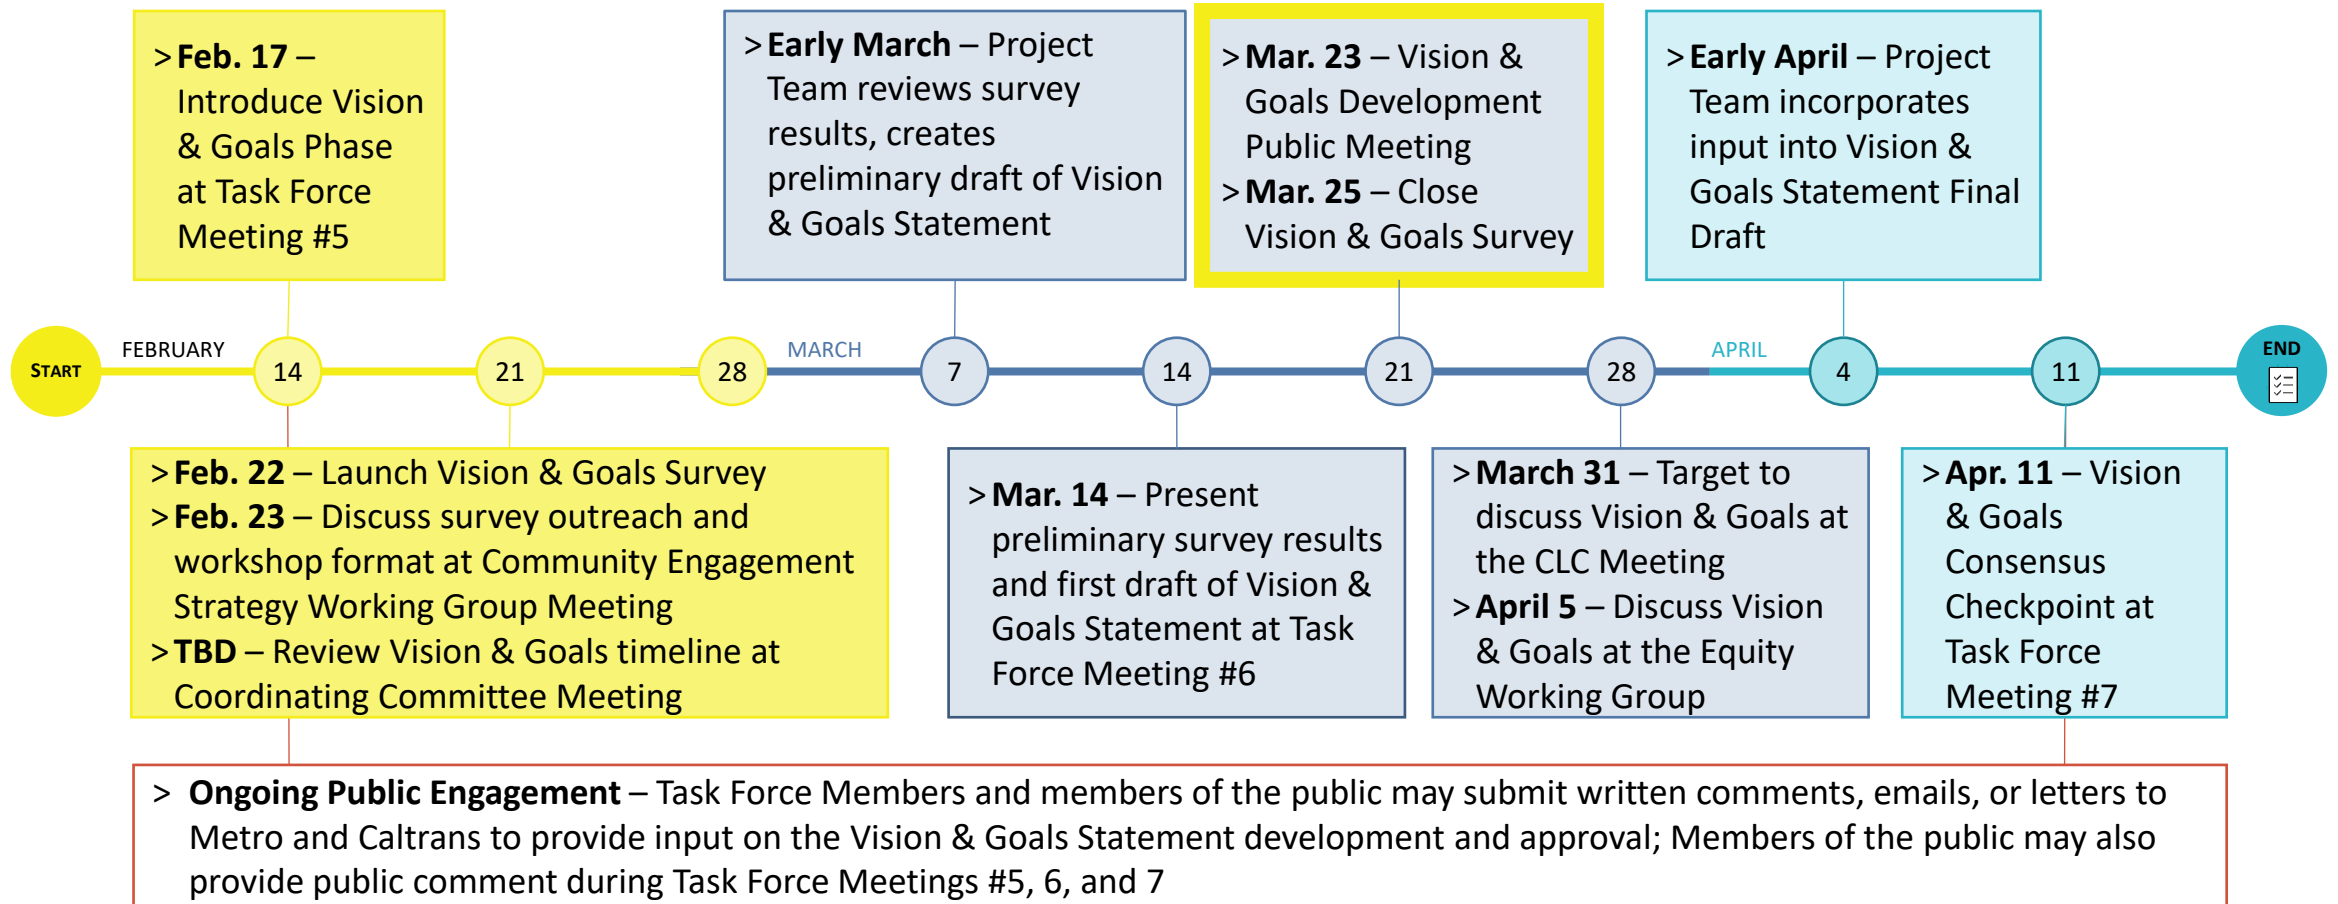 > Feb. 17 –
Introduce Vision
& Goals Phase
at Task Force
Meeting #5
> Early March – Project
Team reviews survey
results, creates
preliminary draft of Vision
& Goals Statement
> Mar. 23 – Vision &
Goals Development
Public Meeting
> Mar. 25 – Close
Vision & Goals Survey
> Early April – Project
Team incorporates
input into Vision &
Goals Statement Final
Draft
START
FEBRUARY
14
21
28
MARCH
7
14
21
28
APRIL
4
11
END
> Feb. 22 – Launch Vision & Goals Survey
> Feb. 23 – Discuss survey outreach and
workshop format at Community Engagement
Strategy Working Group Meeting
> TBD – Review Vision & Goals timeline at
Coordinating Committee Meeting
> Mar. 14 – Present
preliminary survey results
and first draft of Vision &
Goals Statement at Task
Force Meeting #6
> March 31 – Target to
discuss Vision & Goals at
the CLC Meeting
> April 5 – Discuss Vision
& Goals at the Equity
Working Group
> Apr. 11 – Vision
& Goals
Consensus
Checkpoint at
Task Force
Meeting #7
> Ongoing Public Engagement – Task Force Members and members of the public may submit written comments, emails, or letters to
Metro and Caltrans to provide input on the Vision & Goals Statement development and approval; Members of the public may also
provide public comment during Task Force Meetings #5, 6, and 7